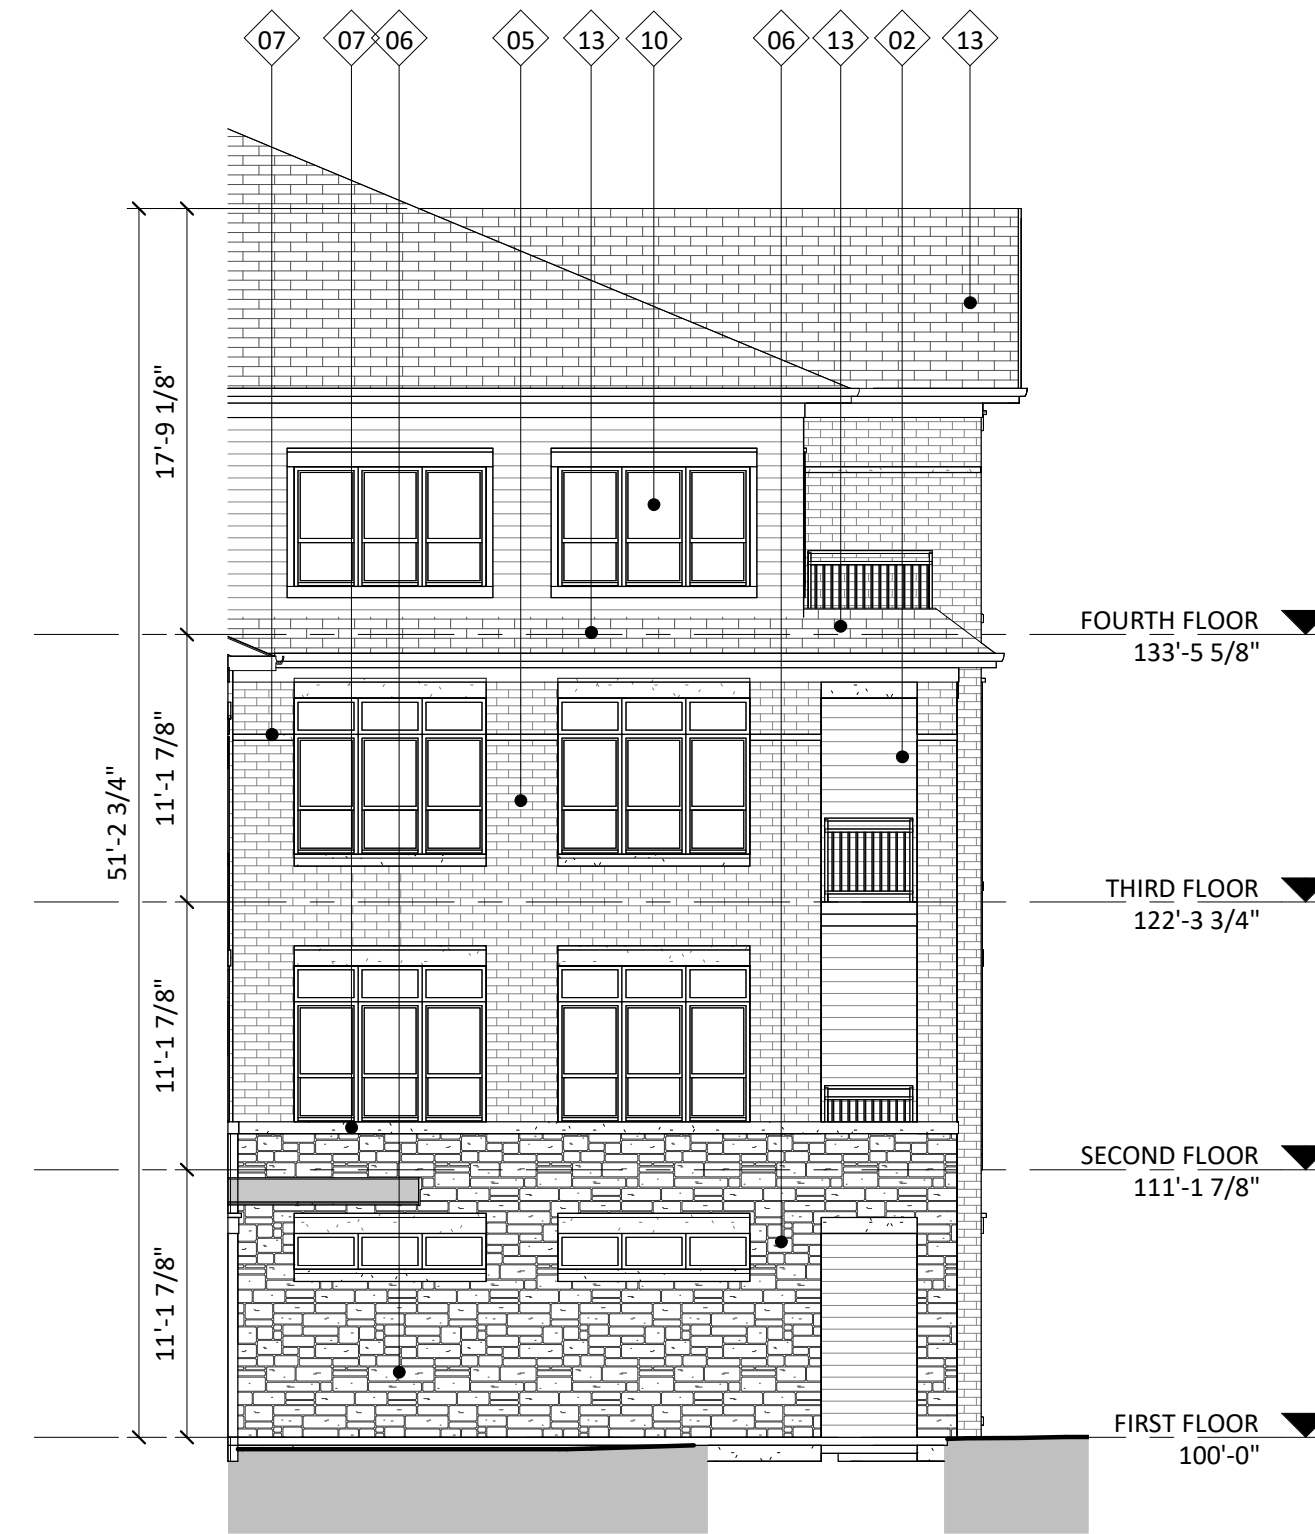 07 07 06 05 13 10 06 13 02 13
17'-9 1/8"
FOURTH FLOOR
133'-5 5/8"
11'-1 7/8"
51'-2 3/4"
THIRD FLOOR
122'-3 3/4"
11'-1 7/8"
SECOND FLOOR
111'-1 7/8"
11'-1 7/8"
FIRST FLOOR
100'-0"